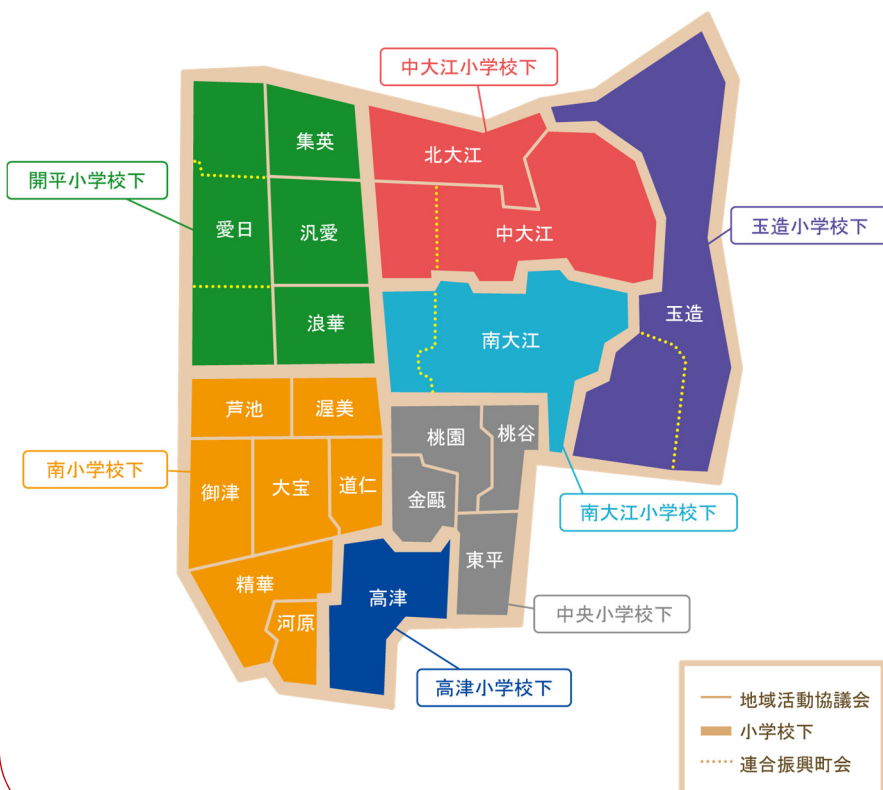 中大江小学校下
集英
北大江
開平小学校下
愛日
汎愛
中大江
玉造小学校下
浪華
南大江
玉造
芦池
渥美
桃園
桃谷
南小学校下
御津
大宝
道仁
金甌
南大江小学校下
東平
精華
高津
河原
中央小学校下
高津小学校下
地域活動協議会
小学校下
連合振興町会